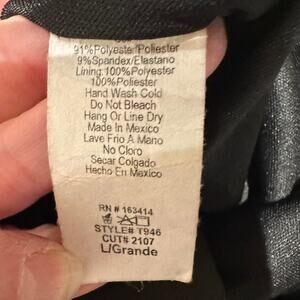 91%Polyester/Poliester
9%Spandex/Elastano
Lining:100%Polyester
100%Poliester
Hand Wash Cold
Do Not Bleach
Hang Or Line Dry
Made In Mexico
Lave Frio A Mano
No Cloro
Secar Colgado
Hecho En Mexico
RN # 163414
STYLE# T946
CUT# 2107
L/Grande